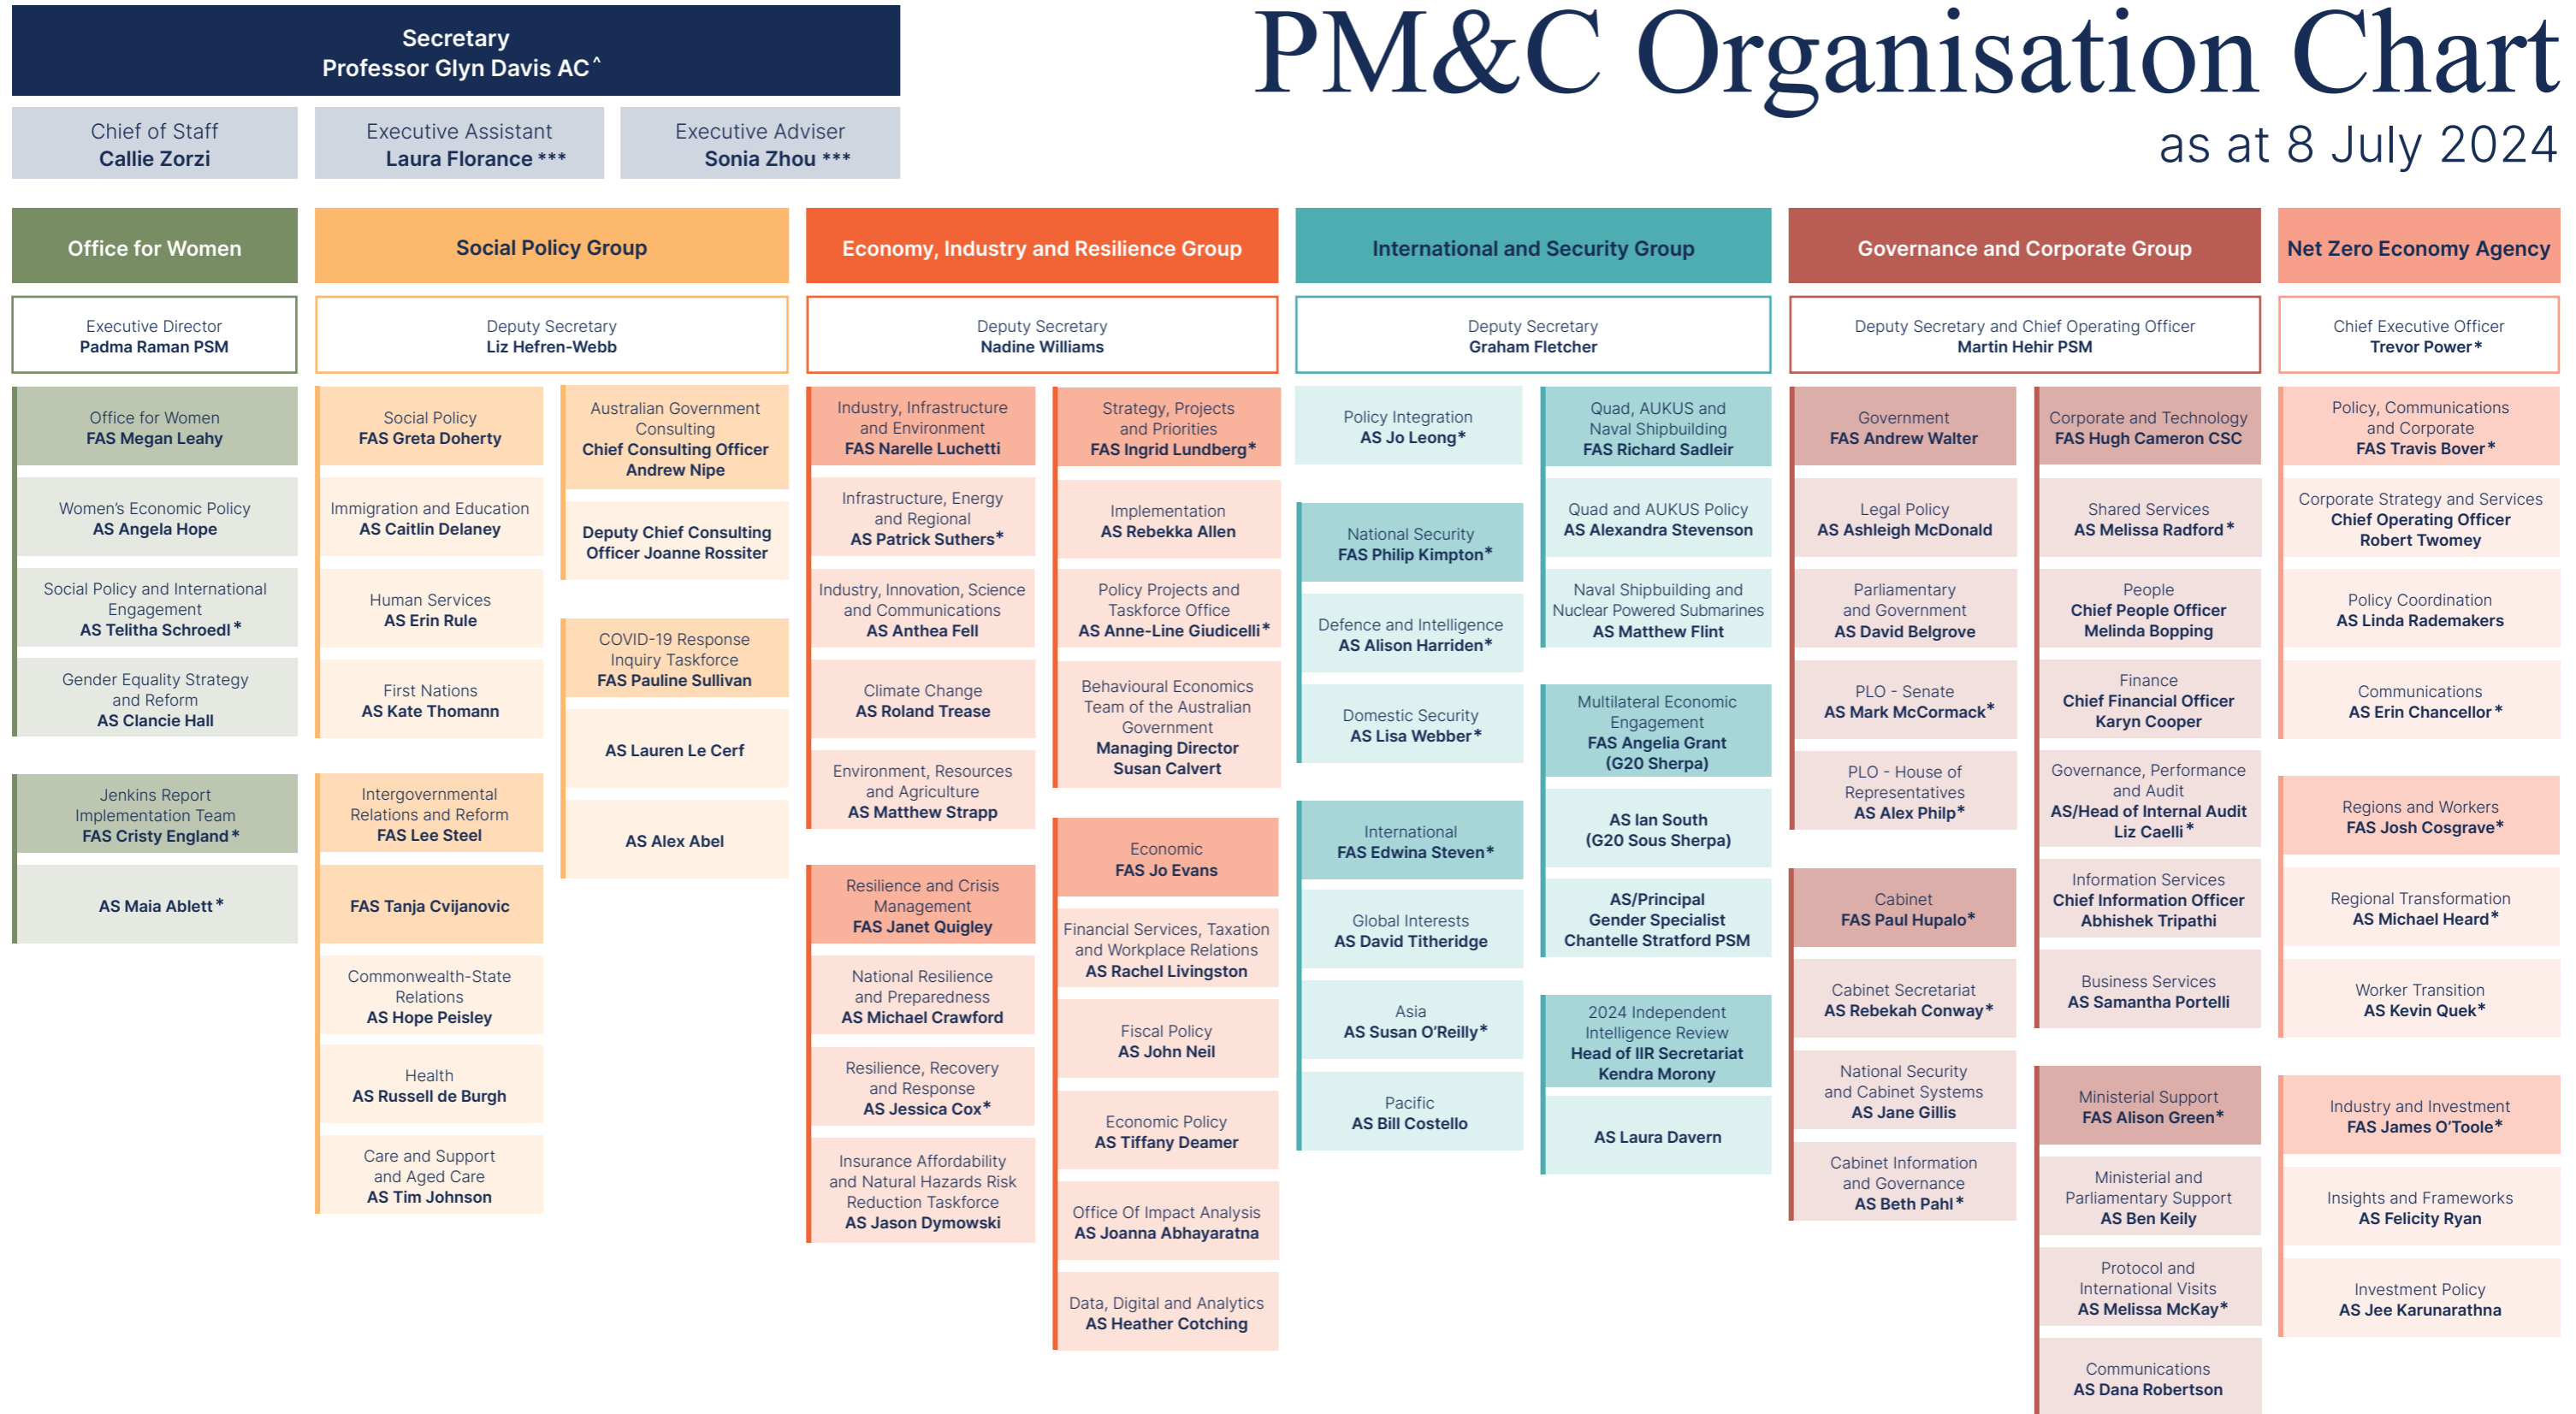 Secretary
Professor Glyn Davis AC^
PM&C Organisation Chart
as at 8 July 2024
Chief of Staff
Callie Zorzi
Executive Assistant
Laura Florance ***
Executive Adviser
Sonia Zhou ***
Office for Women
Executive Director
Padma Raman PSM
Office for Women
FAS Megan Leahy
Women's Economic Policy
AS Angela Hope
Social Policy and International
Engagement
AS Telitha Schroedl*
Gender Equality Strategy
and Reform
AS Clancie Hall
Jenkins Report
Implementation Team
FAS Cristy England*
AS Maia Ablett*
Social Policy Group
Deputy Secretary
Liz Hefren-Webb
Social Policy
FAS Greta Doherty
Immigration and Education
AS Caitlin Delaney
Human Services
AS Erin Rule
First Nations
AS Kate Thomann
Intergovernmental
Relations and Reform
FAS Lee Steel
FAS Tanja Cvijanovic
Commonwealth-State
Relations
AS Hope Peisley
Health
AS Russell de Burgh
Care and Support
and Aged Care
AS Tim Johnson
Australian Government
Consulting
Chief Consulting Officer
Andrew Nipe
Deputy Chief Consulting
Officer Joanne Rossiter
COVID-19 Response
Inquiry Taskforce
FAS Pauline Sullivan
AS Lauren Le Cerf
AS Alex Abel
Economy, Industry and Resilience Group
Deputy Secretary
Nadine Williams
Industry, Infrastructure
and Environment
FAS Narelle Luchetti
Infrastructure, Energy
and Regional
AS Patrick Suthers*
Industry, Innovation, Science
and Communications
AS Anthea Fell
Climate Change
AS Roland Trease
Environment, Resources
and Agriculture
AS Matthew Strapp
Resilience and Crisis
Management
FAS Janet Quigley
National Resilience
and Preparedness
AS Michael Crawford
Resilience, Recovery
and Response
AS Jessica Cox*
Insurance Affordability
and Natural Hazards Risk
Reduction Taskforce
AS Jason Dymowski
Strategy, Projects
and Priorities
FAS Ingrid Lundberg*
Implementation
AS Rebekka Allen
Policy Projects and
Taskforce Office
AS Anne-Line Giudicelli*
Behavioural Economics
Team of the Australian
Government
Managing Director
Susan Calvert
Economic
FAS Jo Evans
Financial Services, Taxation
and Workplace Relations
AS Rachel Livingston
Fiscal Policy
AS John Neil
Economic Policy
AS Tiffany Deamer
Office Of Impact Analysis
AS Joanna Abhayaratna
Data, Digital and Analytics
AS Heather Cotching
International and Security Group
Deputy Secretary
Graham Fletcher
Policy Integration
AS Jo Leong*
National Security
FAS Philip Kimpton*
Defence and Intelligence
AS Alison Harriden*
Domestic Security
AS Lisa Webber*
International
FAS Edwina Steven*
Global Interests
AS David Titheridge
Asia
AS Susan O'Reilly*
Pacific
AS Bill Costello
Quad, AUKUS and
Naval Shipbuilding
FAS Richard Sadleir
Quad and AUKUS Policy
AS Alexandra Stevenson
Naval Shipbuilding and
Nuclear Powered Submarines
AS Matthew Flint
Multilateral Economic
Engagement
FAS Angelia Grant
(G20 Sherpa)
AS Ian South
(G20 Sous Sherpa)
AS/Principal
Gender Specialist
Chantelle Stratford PSM
2024 Independent
Intelligence Review
Head of IIR Secretariat
Kendra Morony
AS Laura Davern
Governance and Corporate Group
Deputy Secretary and Chief Operating Officer
Martin Hehir PSM
Government
FAS Andrew Walter
Legal Policy
AS Ashleigh McDonald
Parliamentary
and Government
AS David Belgrove
PLO - Senate
AS Mark McCormack*
PLO - House of
Representatives
AS Alex Philp*
Cabinet
FAS Paul Hupalo*
Cabinet Secretariat
AS Rebekah Conway*
National Security
and Cabinet Systems
AS Jane Gillis
Cabinet Information
and Governance
AS Beth Pahl*
Corporate and Technology
FAS Hugh Cameron CSC
Shared Services
AS Melissa Radford*
People
Chief People Officer
Melinda Bopping
Finance
Chief Financial Officer
Karyn Cooper
Governance, Performance
and Audit
AS/Head of Internal Audit
Liz Caelli*
Information Services
Chief Information Officer
Abhishek Tripathi
Business Services
AS Samantha Portelli
Ministerial Support
FAS Alison Green*
Ministerial and
Parliamentary Support
AS Ben Keily
Protocol and
International Visits
AS Melissa McKay*
Communications
AS Dana Robertson
Net Zero Economy Agency
Chief Executive Officer
Trevor Power*
Policy, Communications
and Corporate
FAS Travis Bover*
Corporate Strategy and Services
Chief Operating Officer
Robert Twomey
Policy Coordination
AS Linda Rademakers
Communications
AS Erin Chancellor*
Regions and Workers
FAS Josh Cosgrave*
Regional Transformation
AS Michael Heard*
Worker Transition
AS Kevin Quek*
Industry and Investment
FAS James O'Toole*
Insights and Frameworks
AS Felicity Ryan
Investment Policy
AS Jee Karunarathna